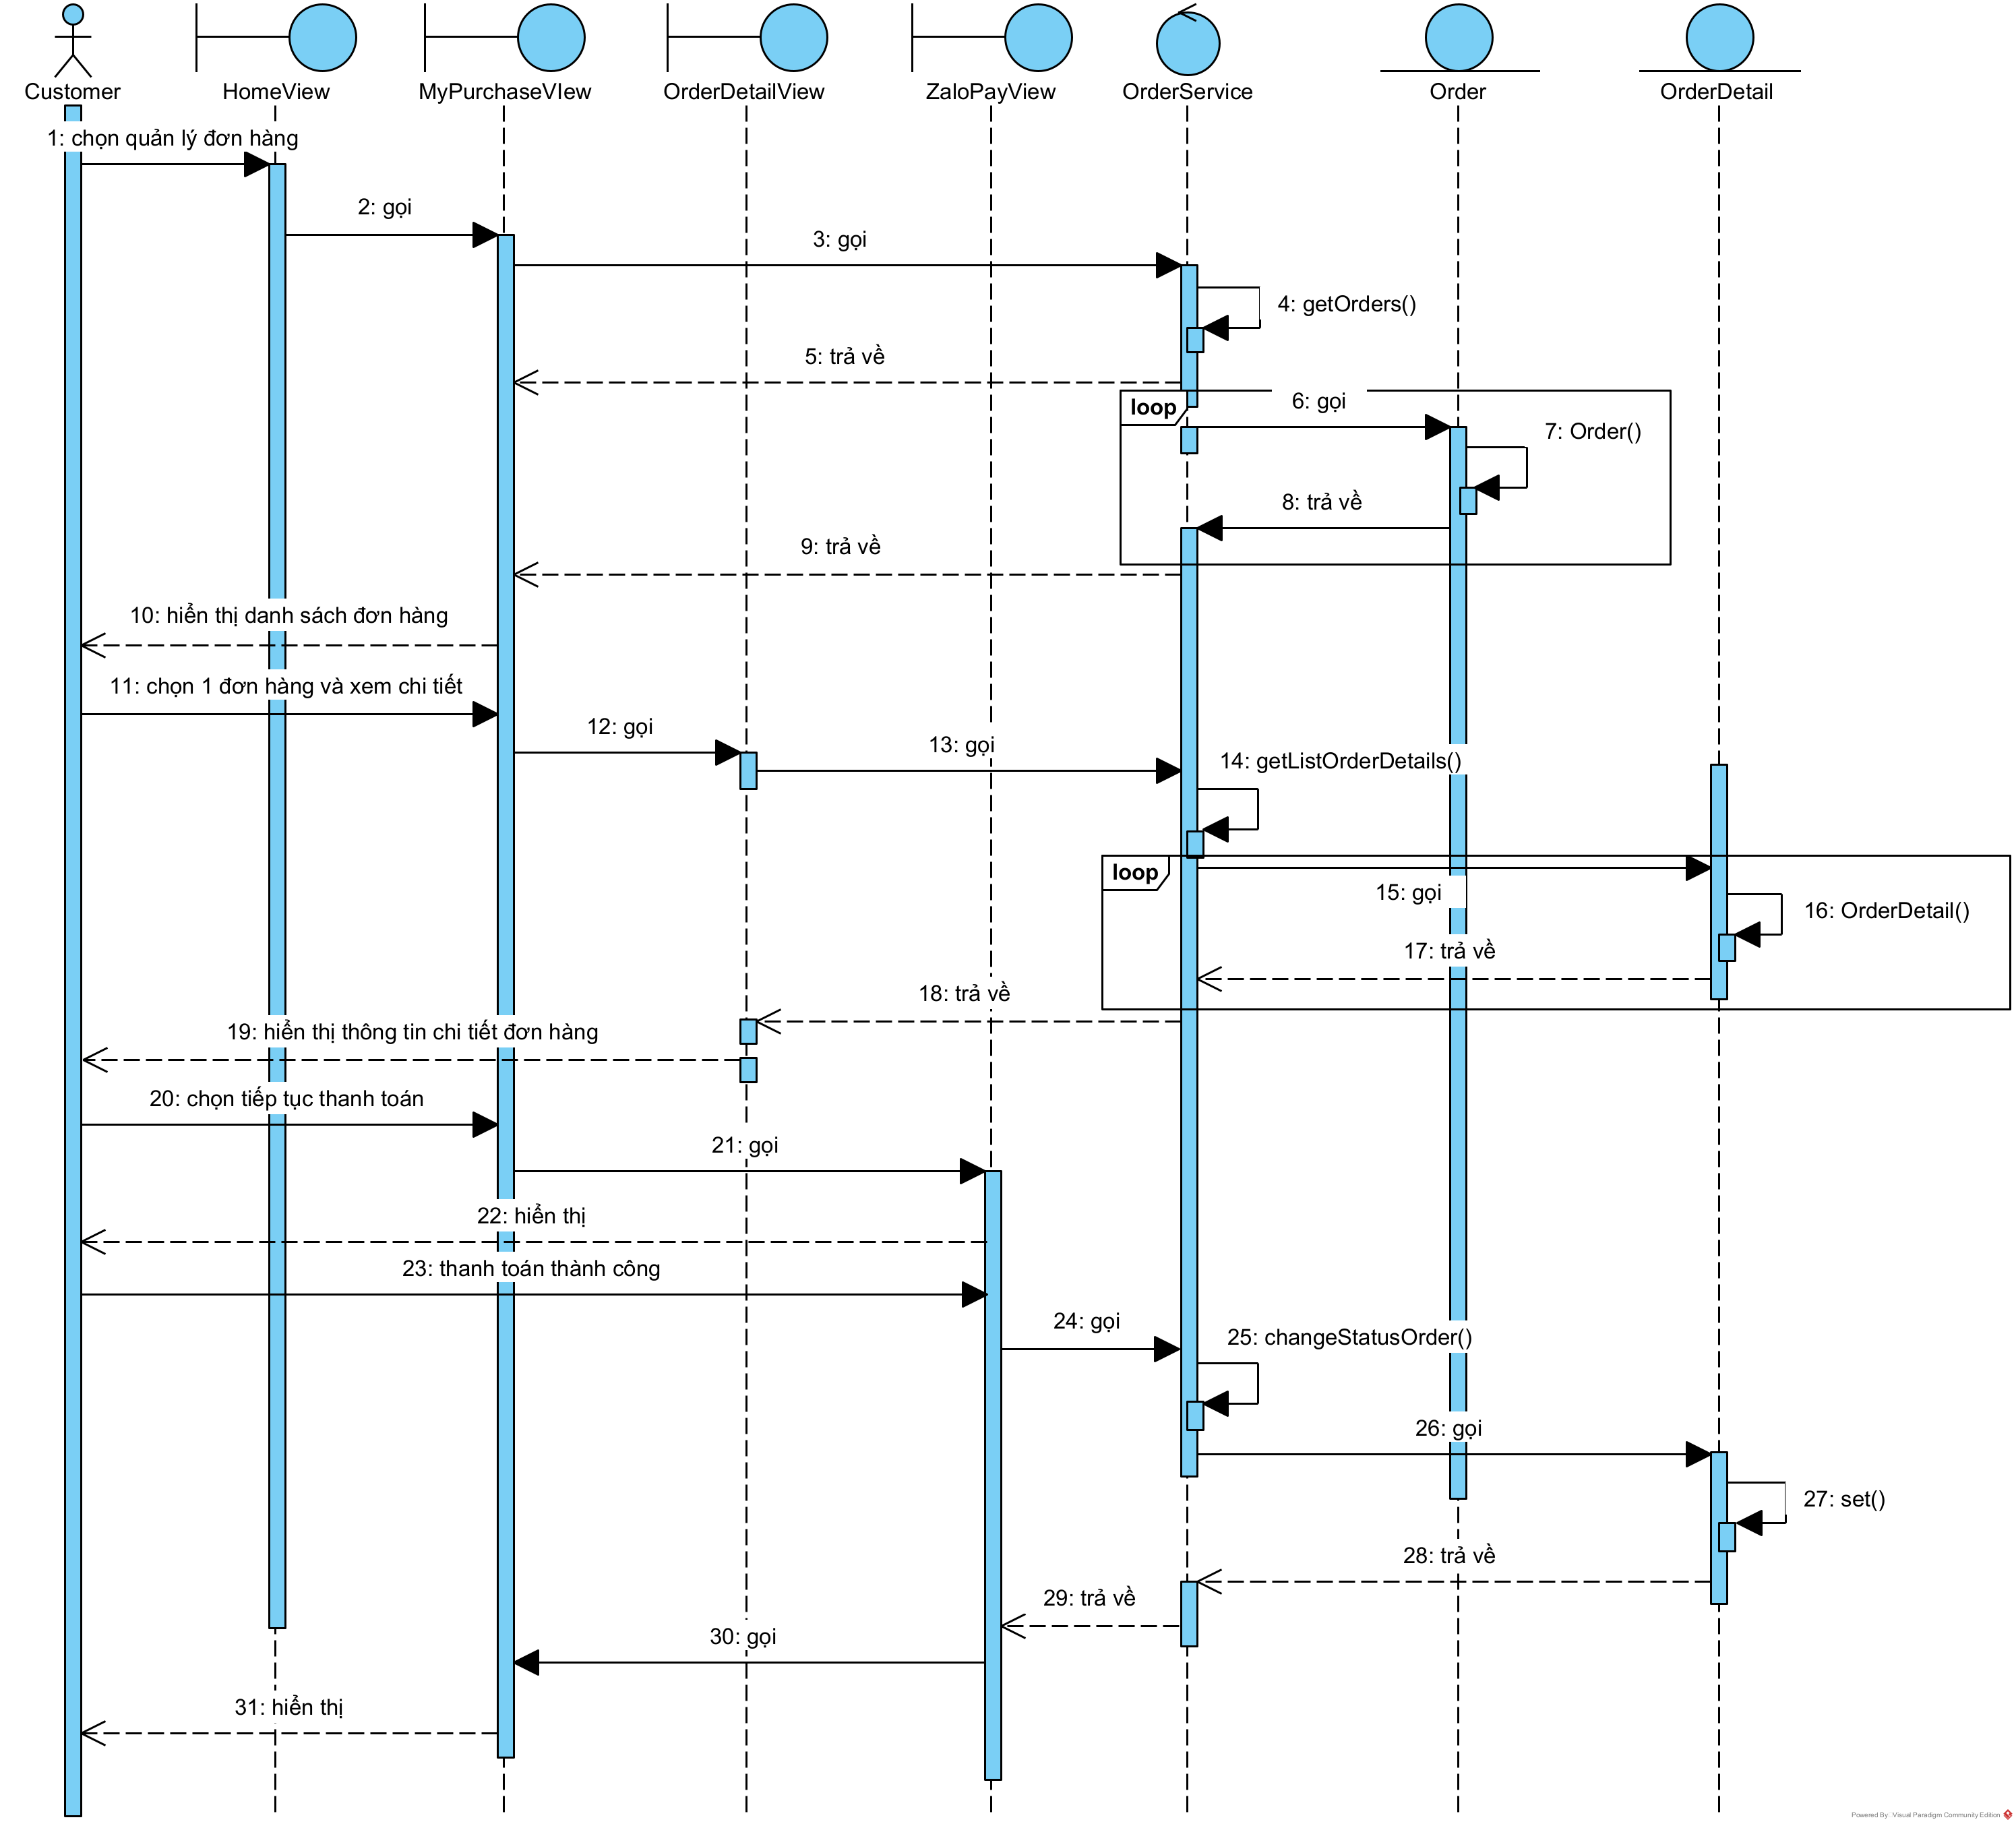 Customer
HomeView
MyPurchaseVIew
OrderDetailView
ZaloPayView
OrderService
Order
OrderDetail
1: chọn quản lý đơn hàng
2: gọi
3: gọi
4: getOrders()
5: trả về
loop
6: gọi
7: Order()
8: trả về
9: trả về
10: hiển thị danh sách đơn hàng
11: chọn 1 đơn hàng và xem chi tiết
12: gọi
13: gọi
14: getListOrderDetails()
loop
15: gọi
16: OrderDetail()
17: trả về
18: trả về
19: hiển thị thông tin chi tiết đơn hàng
20: chọn tiếp tục thanh toán
21: gọi
22: hiển thị
23: thanh toán thành công
24: gọi
25: changeStatusOrder()
26: gọi
27: set()
28: trả về
29: trả về
30: gọi
31: hiển thị
Powered By: Visual Paradigm Community Edition